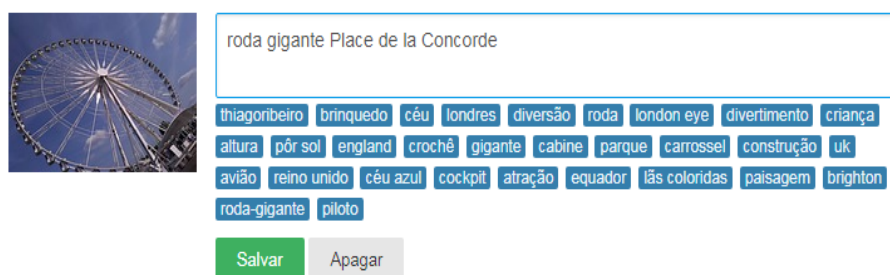 roda gigante Place de la Concorde
thiagoribeiro brinquedo céu londres diversão roda london eye divertimento criança
altura pôr sol england crochê gigante cabine parque carrossel construção uk
avião reino unido céu azul cockpit atração equador lãs coloridas paisagem brighton
roda-gigante piloto
Salvar Apagar